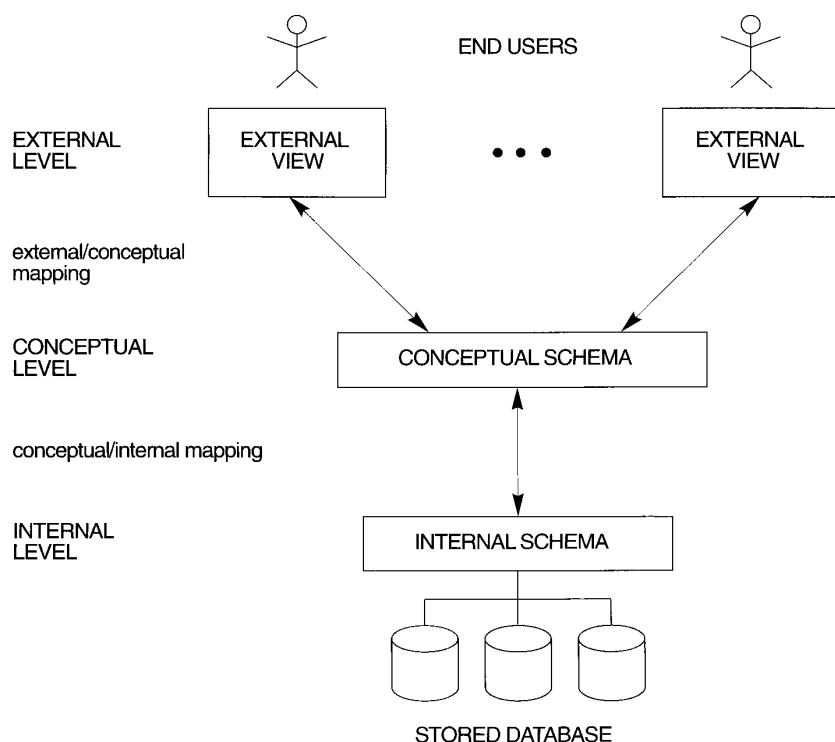 END USERS
EXTERNAL
LEVEL
EXTERNAL
VIEW
EXTERNAL
VIEW
external/conceptual
mapping
CONCEPTUAL
LEVEL
CONCEPTUAL SCHEMA
conceptual/internal mapping
INTERNAL
LEVEL
INTERNAL SCHEMA
STORED DATABASE